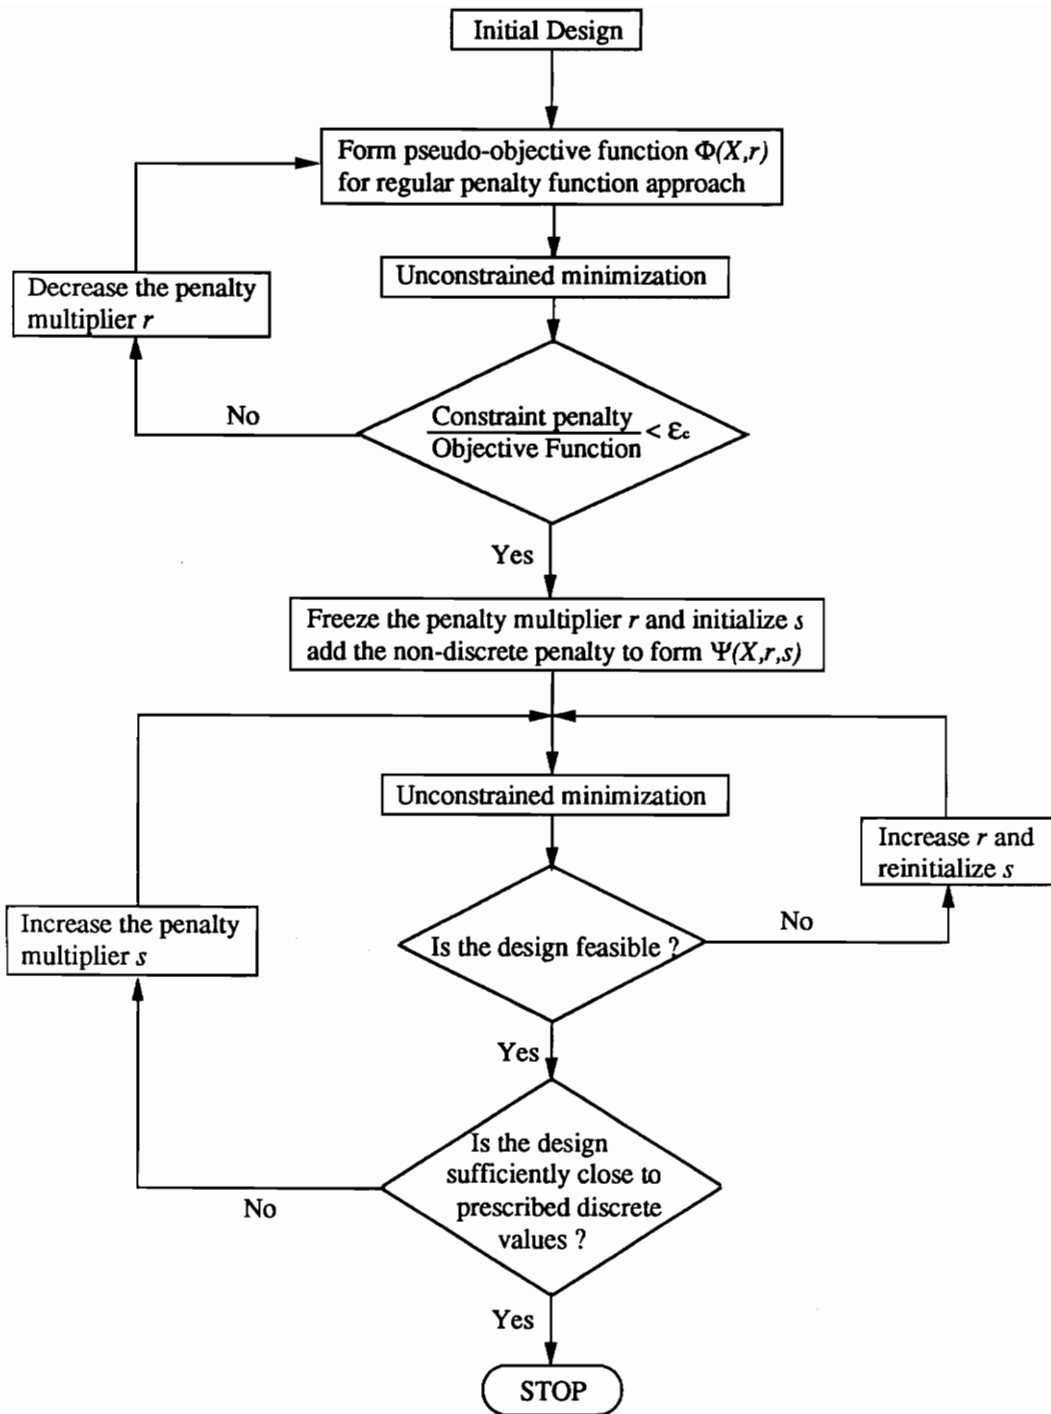 Initial Design
Form pseudo-objective function Φ(X,r)
for regular penalty function approach
Unconstrained minimization
Decrease the penalty
multiplier r
No
Constraint penalty
Objective Function
< εc
Yes
Freeze the penalty multiplier r and initialize s
add the non-discrete penalty to form Ψ(X,r,s)
Unconstrained minimization
Increase r and
reinitialize s
No
Is the design feasible ?
Increase the penalty
multiplier s
Yes
Is the design
sufficiently close to
prescribed discrete
values ?
No
Yes
STOP